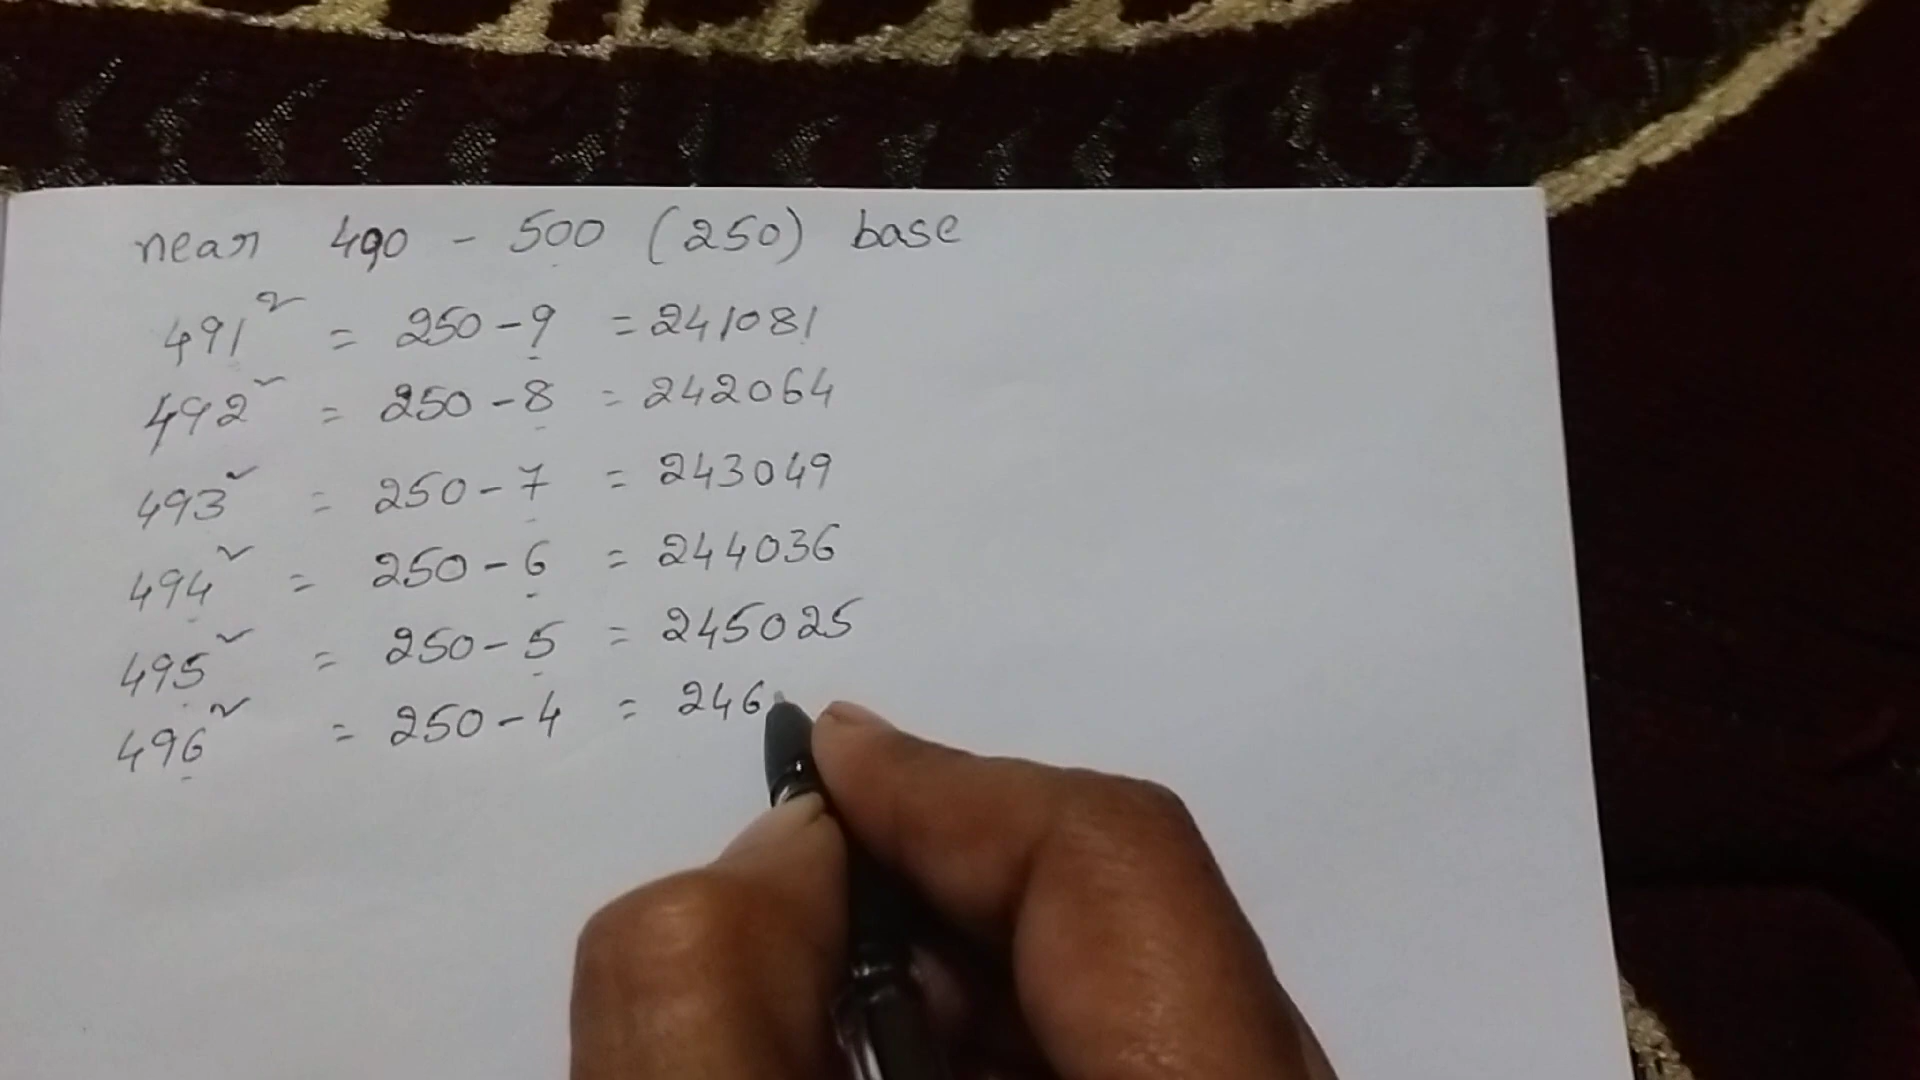 near 490 - 500 (250) base
491² = 250-9 = 241081
492² = 250-8 = 242064
493² = 250-7 = 243049
494² = 250-6 = 244036
495² = 250-5 = 245025
496² = 250-4 = 246